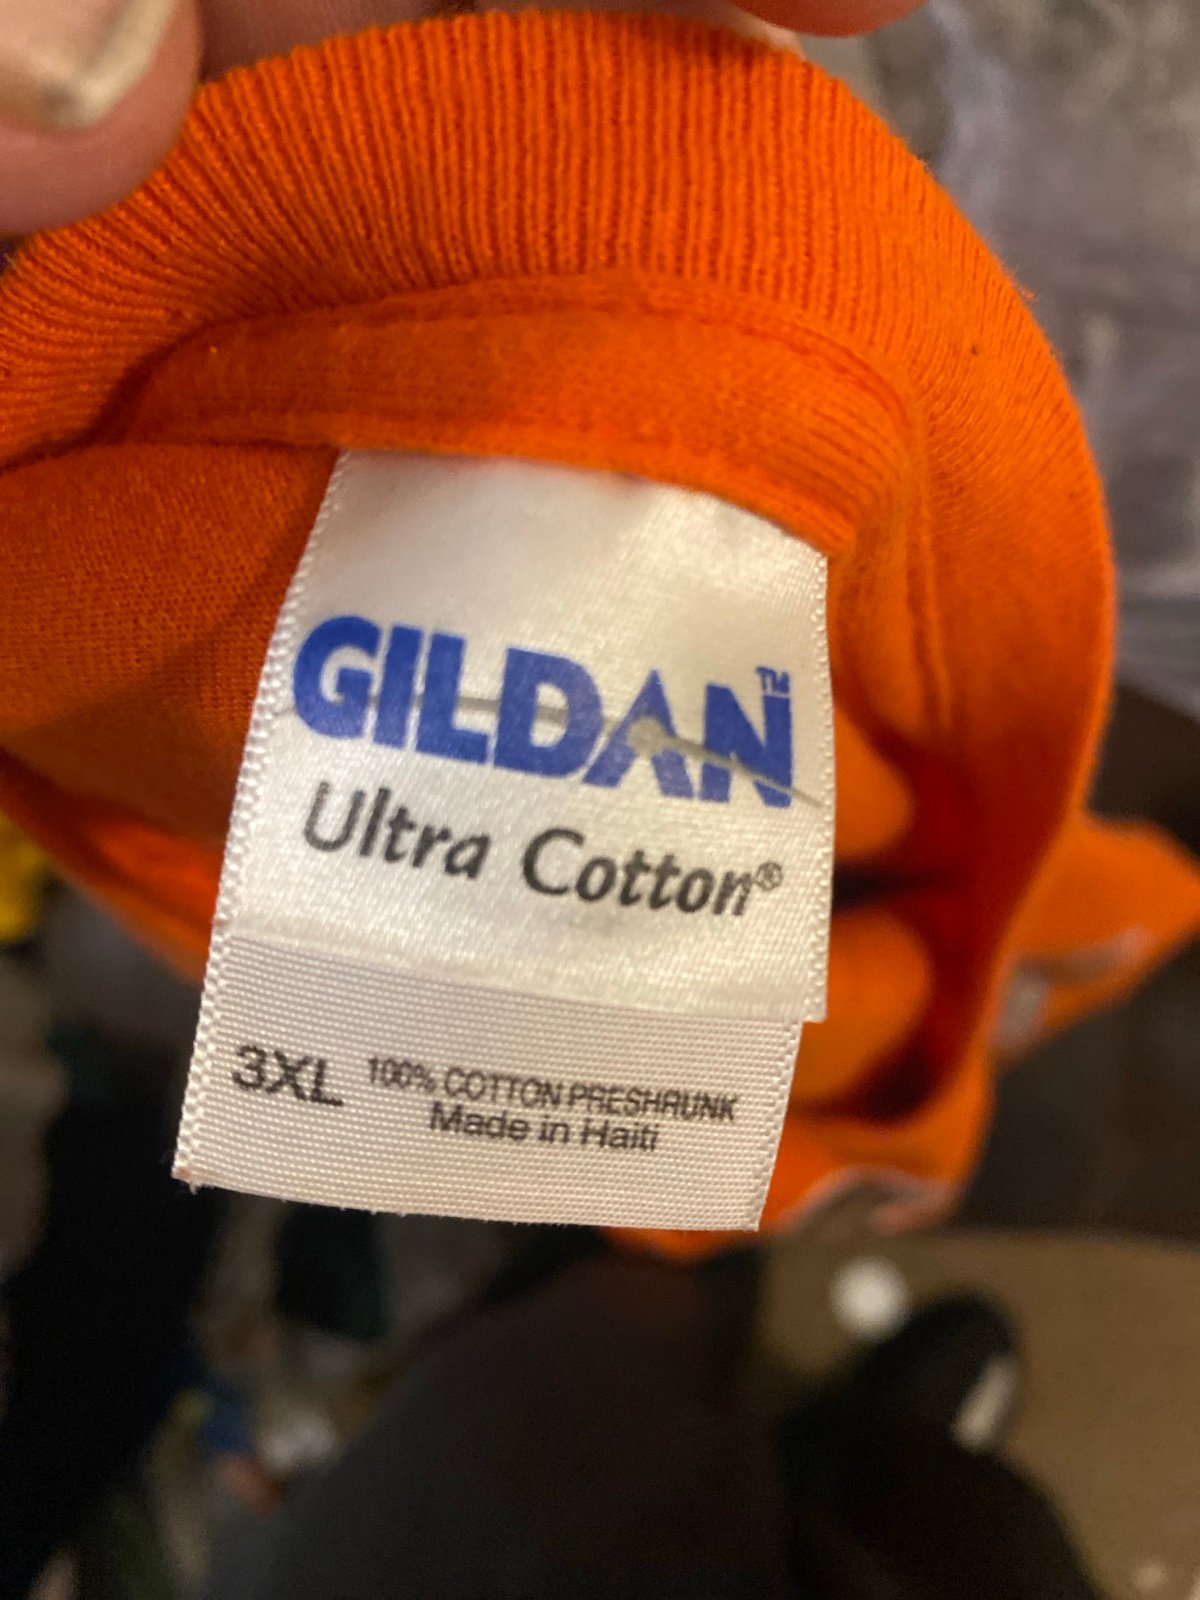 GILDAN™
Ultra Cotton®
3XL 100% COTTON PRESHRUNK
Made in Haiti